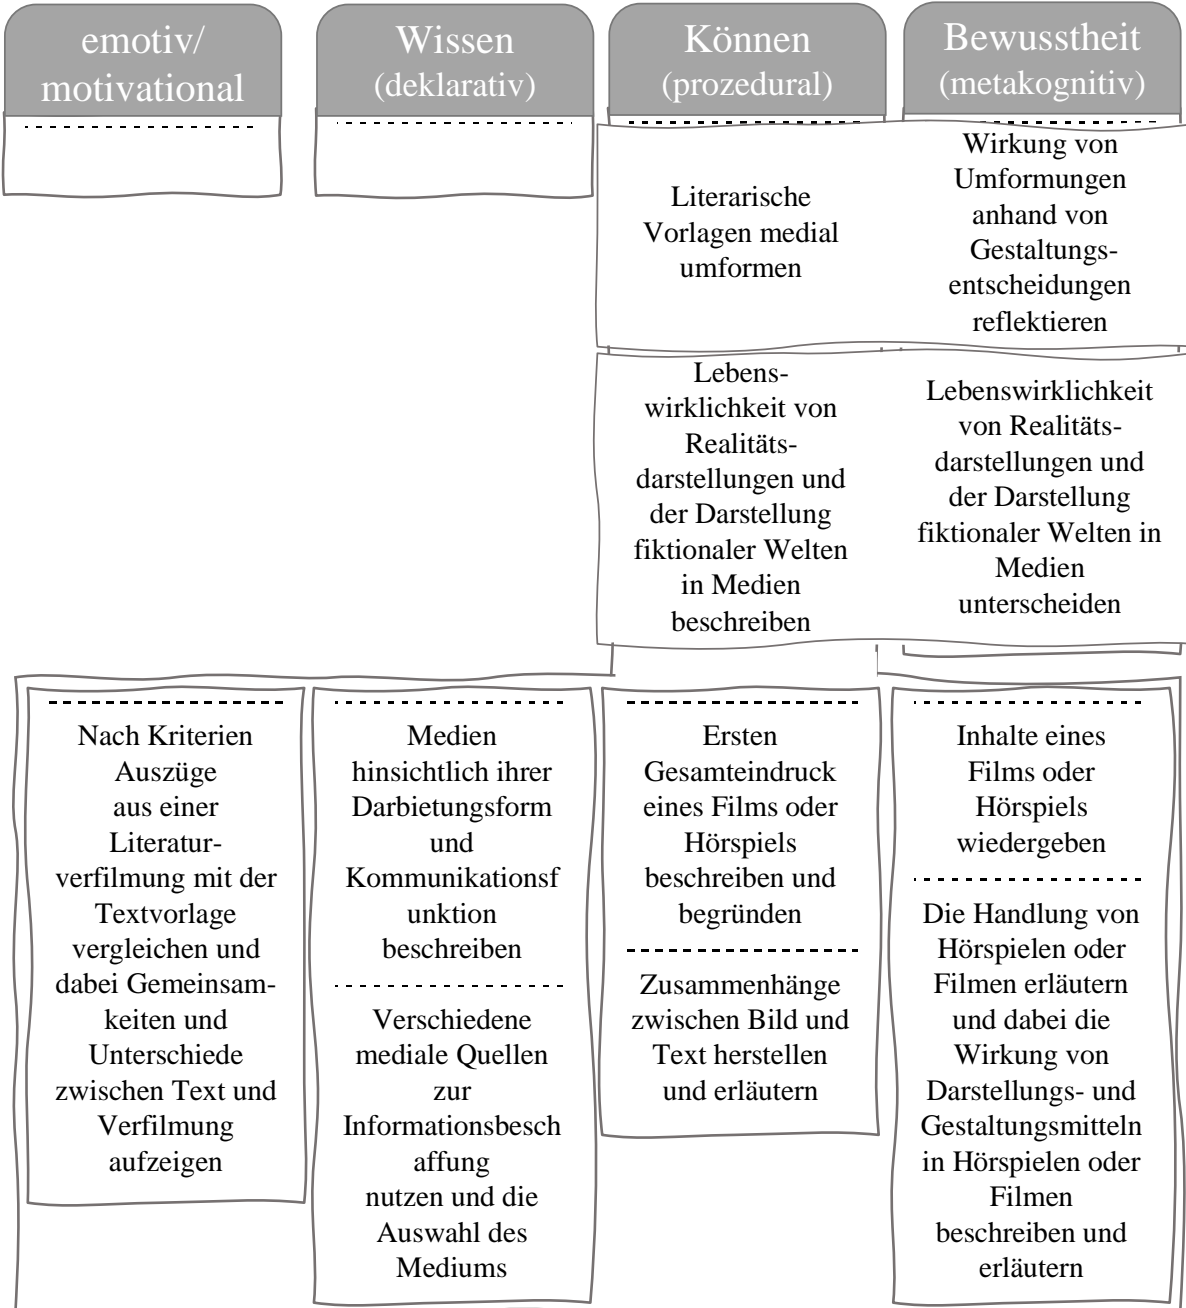 emotiv/
motivational
Wissen
(deklarativ)
Können
(prozedural)
Bewusstheit
(metakognitiv)
Literarische
Vorlagen medial
umformen
Wirkung von
Umformungen
anhand von
Gestaltungs-
entscheidungen
reflektieren
Lebens-
wirklichkeit von
Realitäts-
darstellungen und
der Darstellung
fiktionaler Welten
in Medien
beschreiben
Lebenswirklichkeit
von Realitäts-
darstellungen und
der Darstellung
fiktionaler Welten in
Medien
unterscheiden
Nach Kriterien
Auszüge
aus einer
Literatur-
verfilmung mit der
Textvorlage
vergleichen und
dabei Gemeinsam-
keiten und
Unterschiede
zwischen Text und
Verfilmung
aufzeigen
Medien
hinsichtlich ihrer
Darbietungsform
und
Kommunikationsf
unktion
beschreiben
Verschiedene
mediale Quellen
zur
Informationsbesch
affung
nutzen und die
Auswahl des
Mediums
Ersten
Gesamteindruck
eines Films oder
Hörspiels
beschreiben und
begründen
Zusammenhänge
zwischen Bild und
Text herstellen
und erläutern
Inhalte eines
Films oder
Hörspiels
wiedergeben
Die Handlung von
Hörspielen oder
Filmen erläutern
und dabei die
Wirkung von
Darstellungs- und
Gestaltungsmitteln
in Hörspielen oder
Filmen
beschreiben und
erläutern